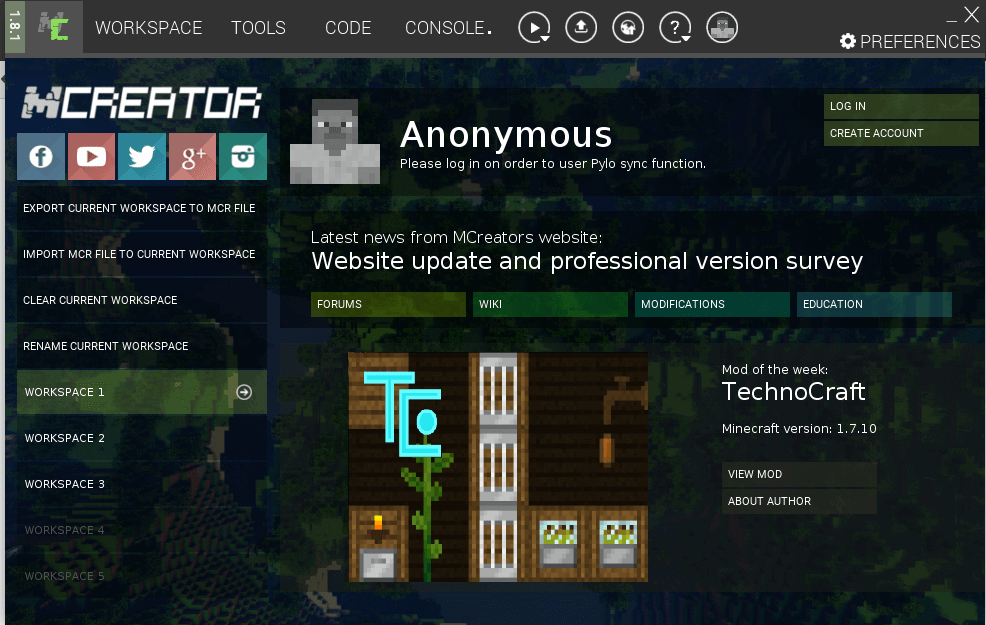 1.8.1
WORKSPACE TOOLS CODE CONSOLE.
PREFERENCES
MCREATOR
EXPORT CURRENT WORKSPACE TO MCR FILE
IMPORT MCR FILE TO CURRENT WORKSPACE
CLEAR CURRENT WORKSPACE
RENAME CURRENT WORKSPACE
WORKSPACE 1
WORKSPACE 2
WORKSPACE 3
WORKSPACE 4
WORKSPACE 5
Anonymous
Please log in on order to user Pylo sync function.
LOG IN
CREATE ACCOUNT
Latest news from MCreators website:
Website update and professional version survey
FORUMS WIKI MODIFICATIONS EDUCATION
TC
Mod of the week:
TechnoCraft
Minecraft version: 1.7.10
VIEW MOD
ABOUT AUTHOR